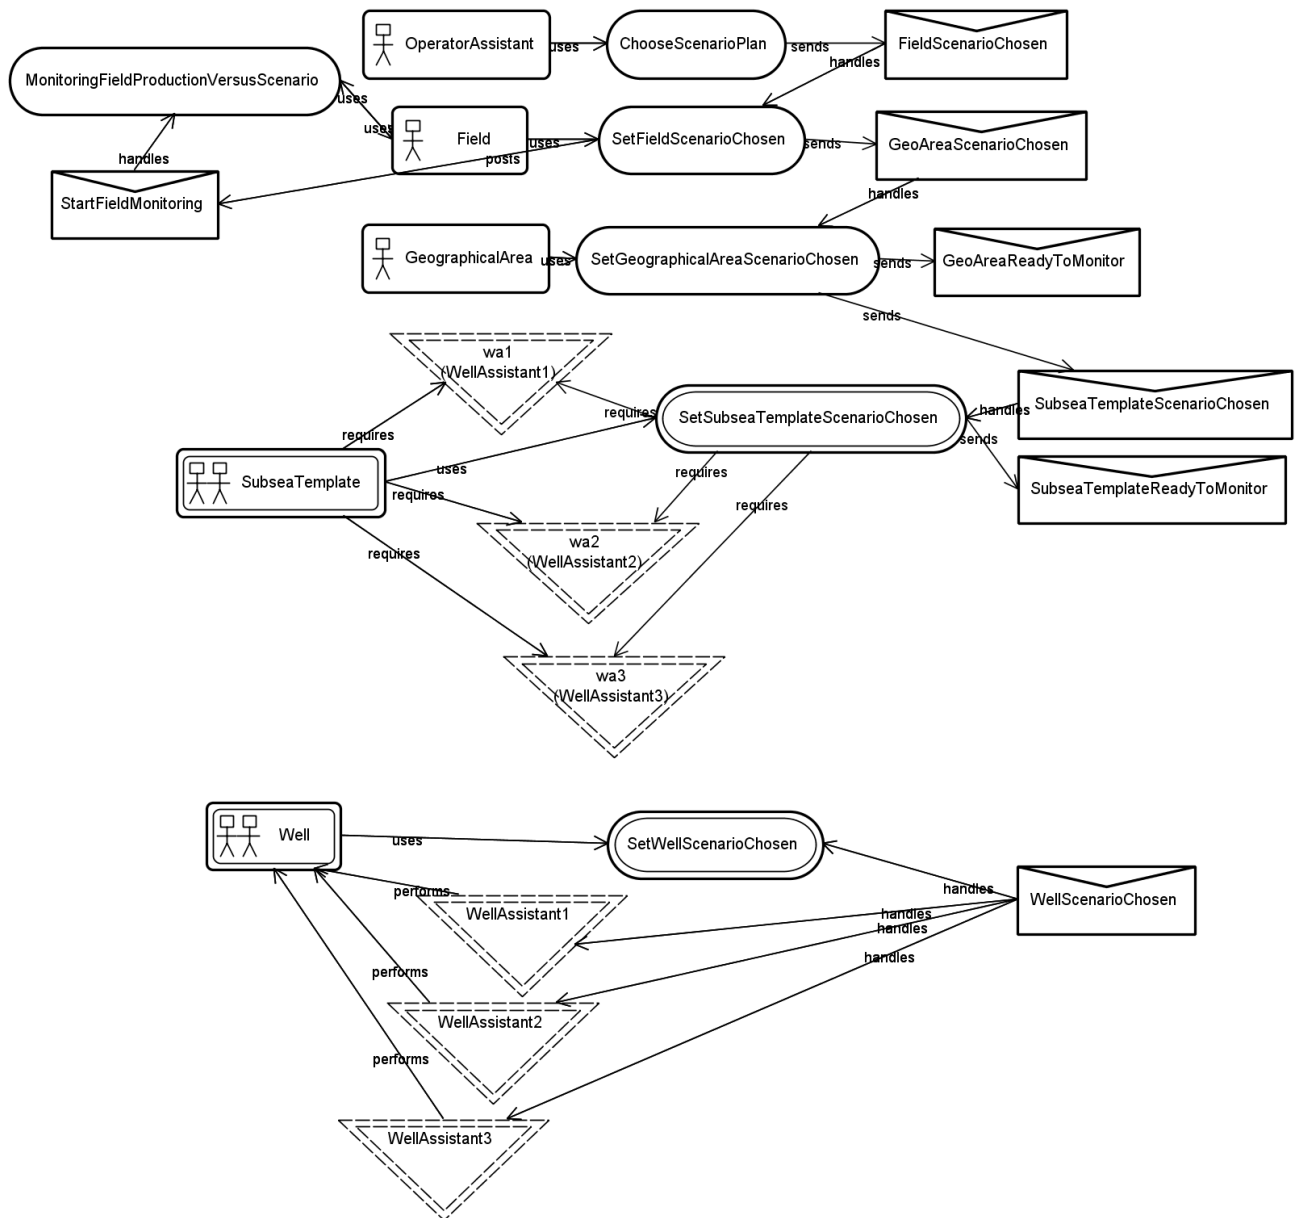 OperatorAssistant
uses
ChooseScenarioPlan
sends
FieldScenarioChosen
handles
MonitoringFieldProductionVersusScenario
uses
uses
Field
uses
SetFieldScenarioChosen
sends
GeoAreaScenarioChosen
posts
handles
StartFieldMonitoring
handles
GeographicalArea
uses
SetGeographicalAreaScenarioChosen
sends
GeoAreaReadyToMonitor
sends
wa1
(WellAssistant1)
requires
requires
SetSubseaTemplateScenarioChosen
handles
SubseaTemplateScenarioChosen
sends
SubseaTemplateReadyToMonitor
SubseaTemplate
uses
requires
requires
requires
requires
wa2
(WellAssistant2)
wa3
(WellAssistant3)
Well
uses
SetWellScenarioChosen
handles
WellScenarioChosen
performs
WellAssistant1
handles
handles
handles
performs
WellAssistant2
performs
WellAssistant3